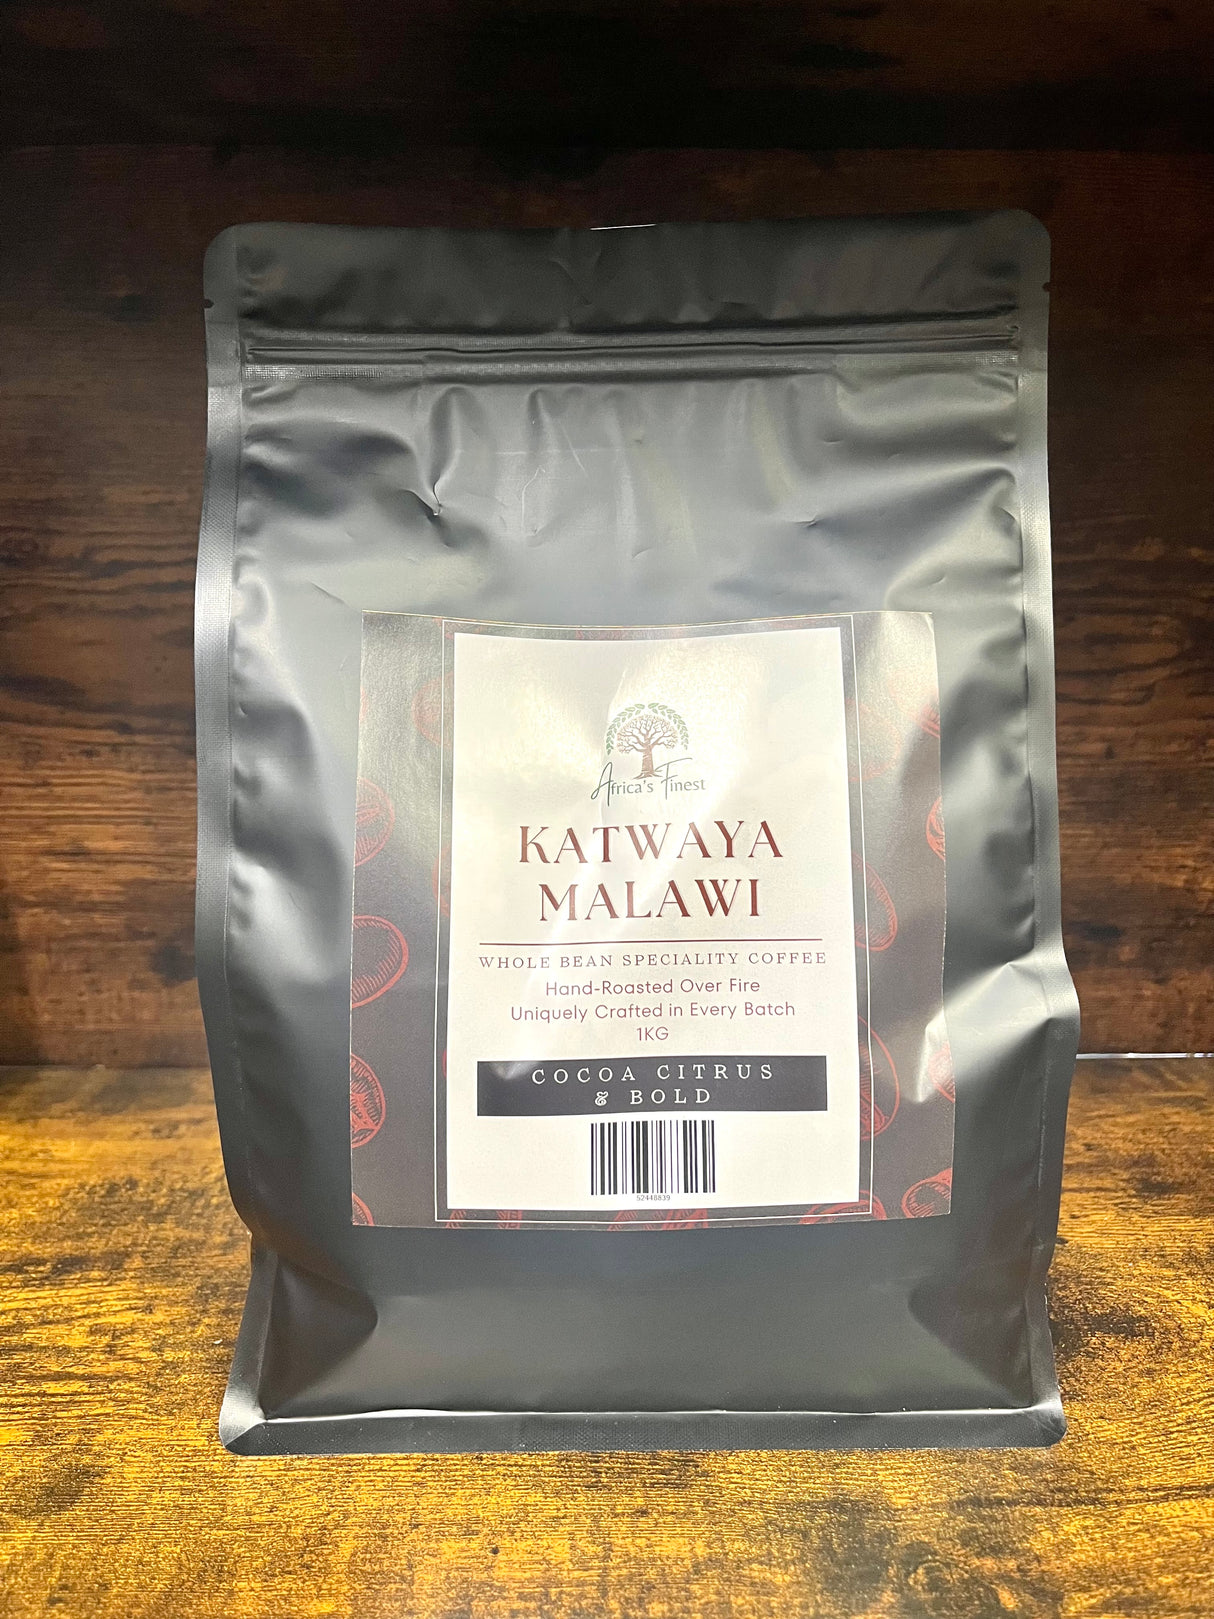 Africa's Finest
KATWAYA
MALAWI
WHOLE BEAN SPECIALITY COFFEE
Hand-Roasted Over Fire
Uniquely Crafted in Every Batch
1KG
COCOA CITRUS
& BOLD
52448839